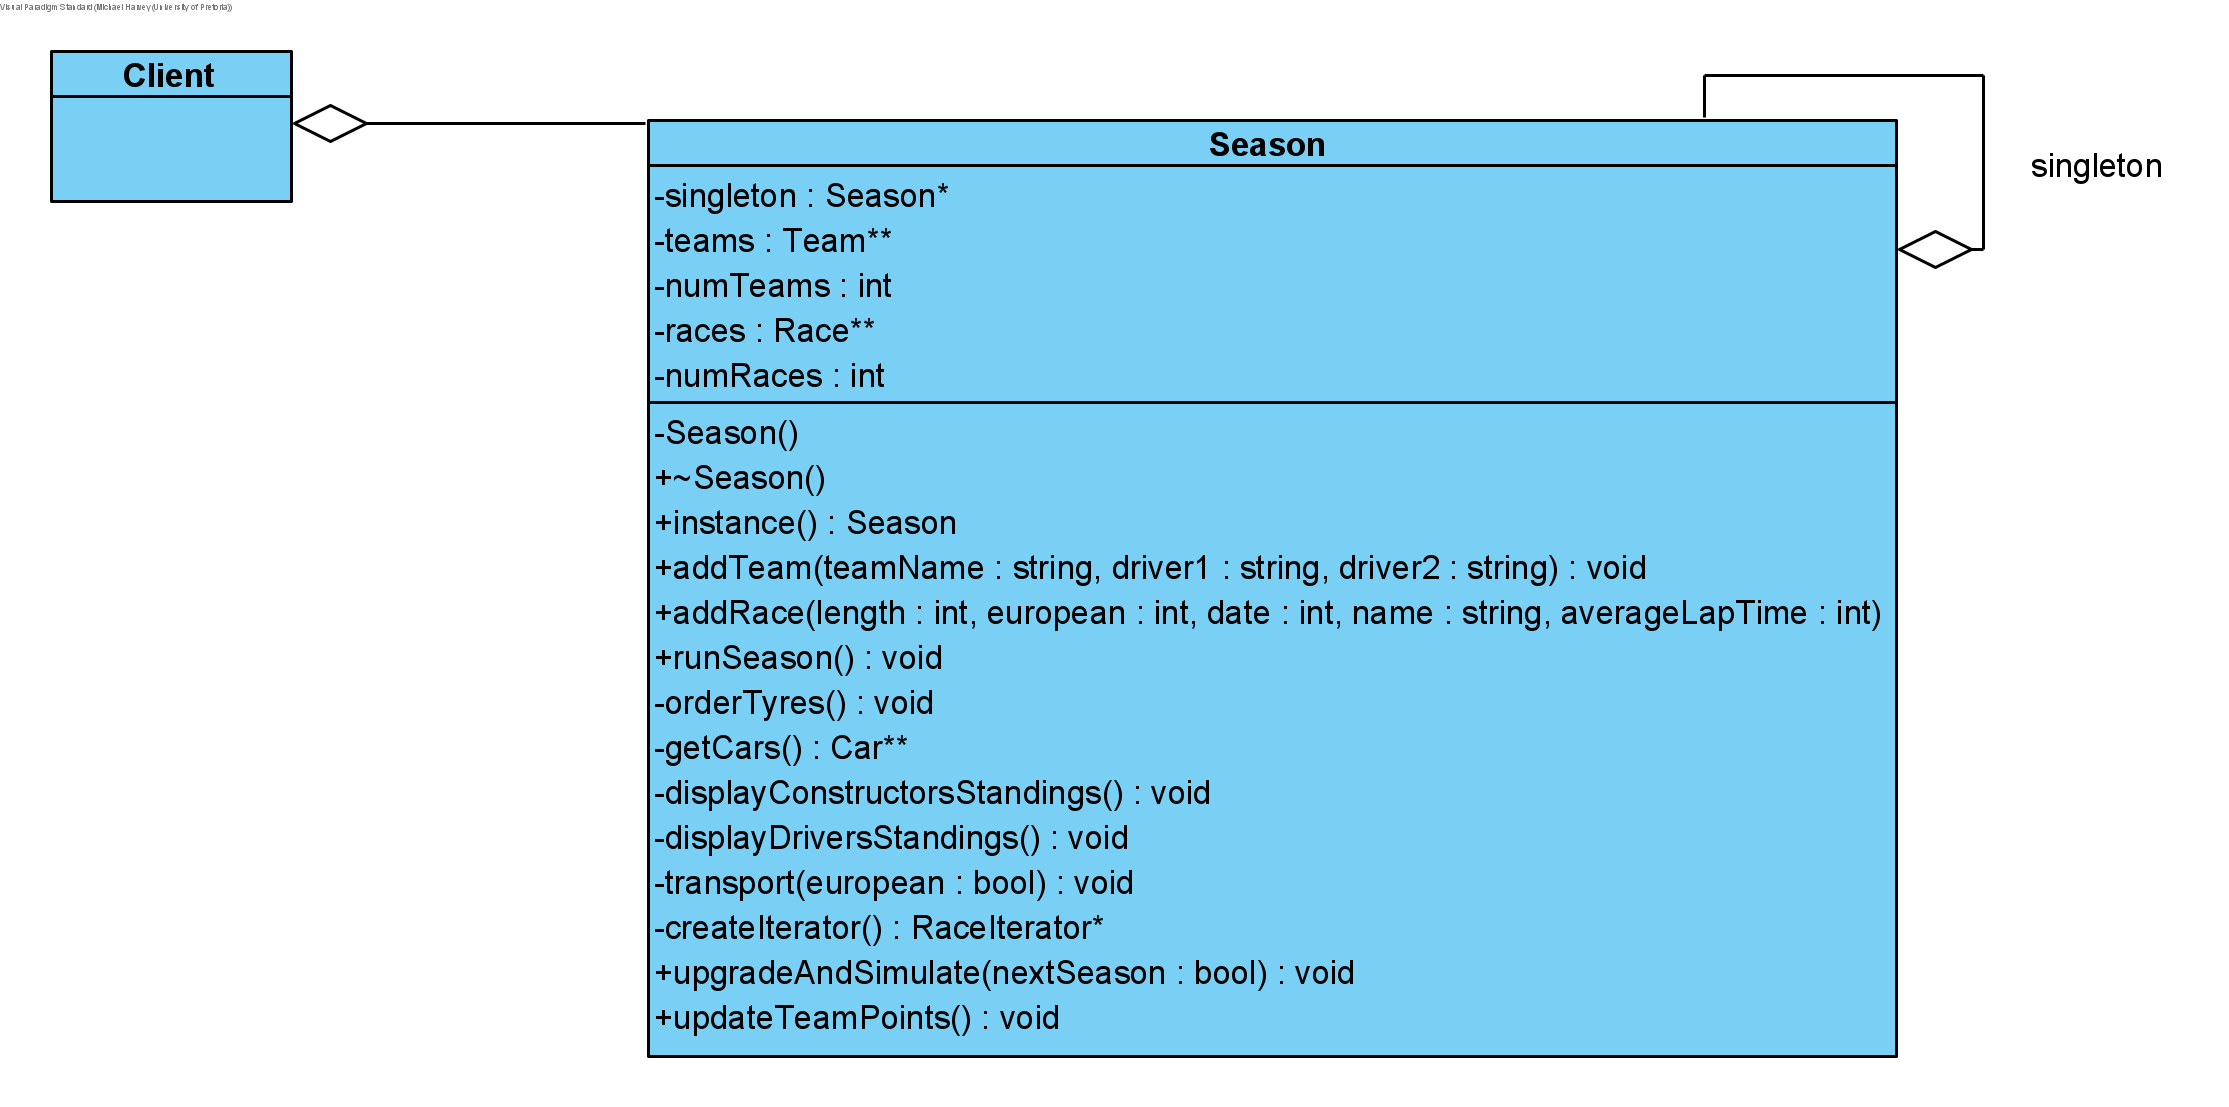 Visual Paradigm Standard (Michael Harvey (University of Pretoria))
Client
Season
singleton
-singleton : Season*
-teams : Team**
-numTeams : int
-races : Race**
-numRaces : int
-Season()
+~Season()
+instance() : Season
+addTeam(teamName : string, driver1 : string, driver2 : string) : void
+addRace(length : int, european : int, date : int, name : string, averageLapTime : int)
+runSeason() : void
-orderTyres() : void
-getCars() : Car**
-displayConstructorsStandings() : void
-displayDriversStandings() : void
-transport(european : bool) : void
-createIterator() : RaceIterator*
+upgradeAndSimulate(nextSeason : bool) : void
+updateTeamPoints() : void